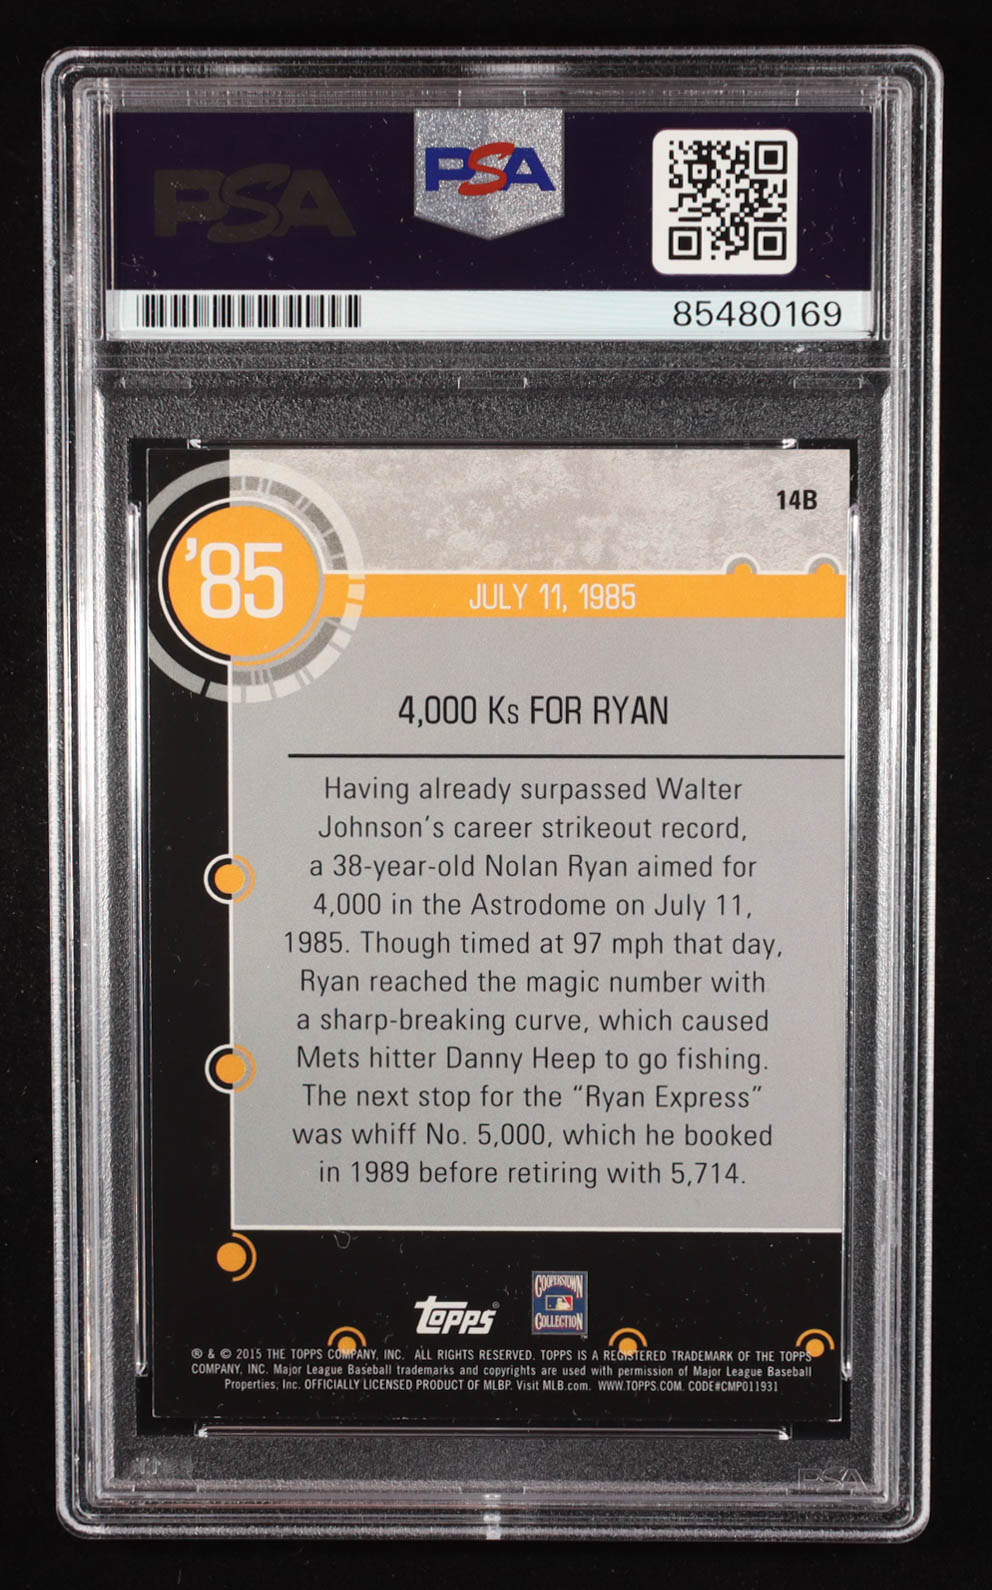 PSA
PSA
85480169
14B
'85
JULY 11, 1985
4,000 Ks FOR RYAN
Having already surpassed Walter
Johnson's career strikeout record,
a 38-year-old Nolan Ryan aimed for
4,000 in the Astrodome on July 11,
1985. Though timed at 97 mph that day,
Ryan reached the magic number with
a sharp-breaking curve, which caused
Mets hitter Danny Heep to go fishing.
The next stop for the “Ryan Express”
was whiff No. 5,000, which he booked
in 1989 before retiring with 5,714.
topps®
COOPERSTOWN
COLLECTION™
® & © 2015 THE TOPPS COMPANY, INC. ALL RIGHTS RESERVED. TOPPS IS A REGISTERED TRADEMARK OF THE TOPPS
COMPANY, INC. Major League Baseball trademarks and copyrights are used with permission of Major League Baseball
Properties, Inc. OFFICIALLY LICENSED PRODUCT OF MLBP. Visit MLB.com. WWW.TOPPS.COM. CODE#CMP011931
PSA